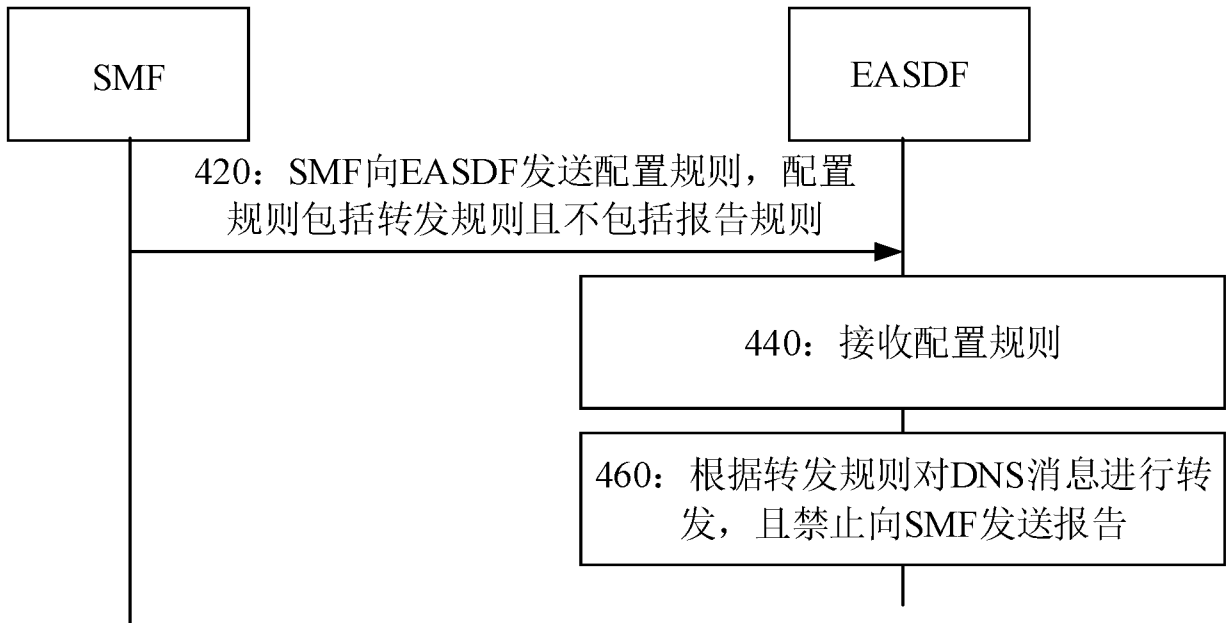 SMF
EASDF
420：SMF向EASDF发送配置规则，配置
规则包括转发规则且不包括报告规则
440：接收配置规则
460：根据转发规则对DNS消息进行转
发，且禁止向SMF发送报告